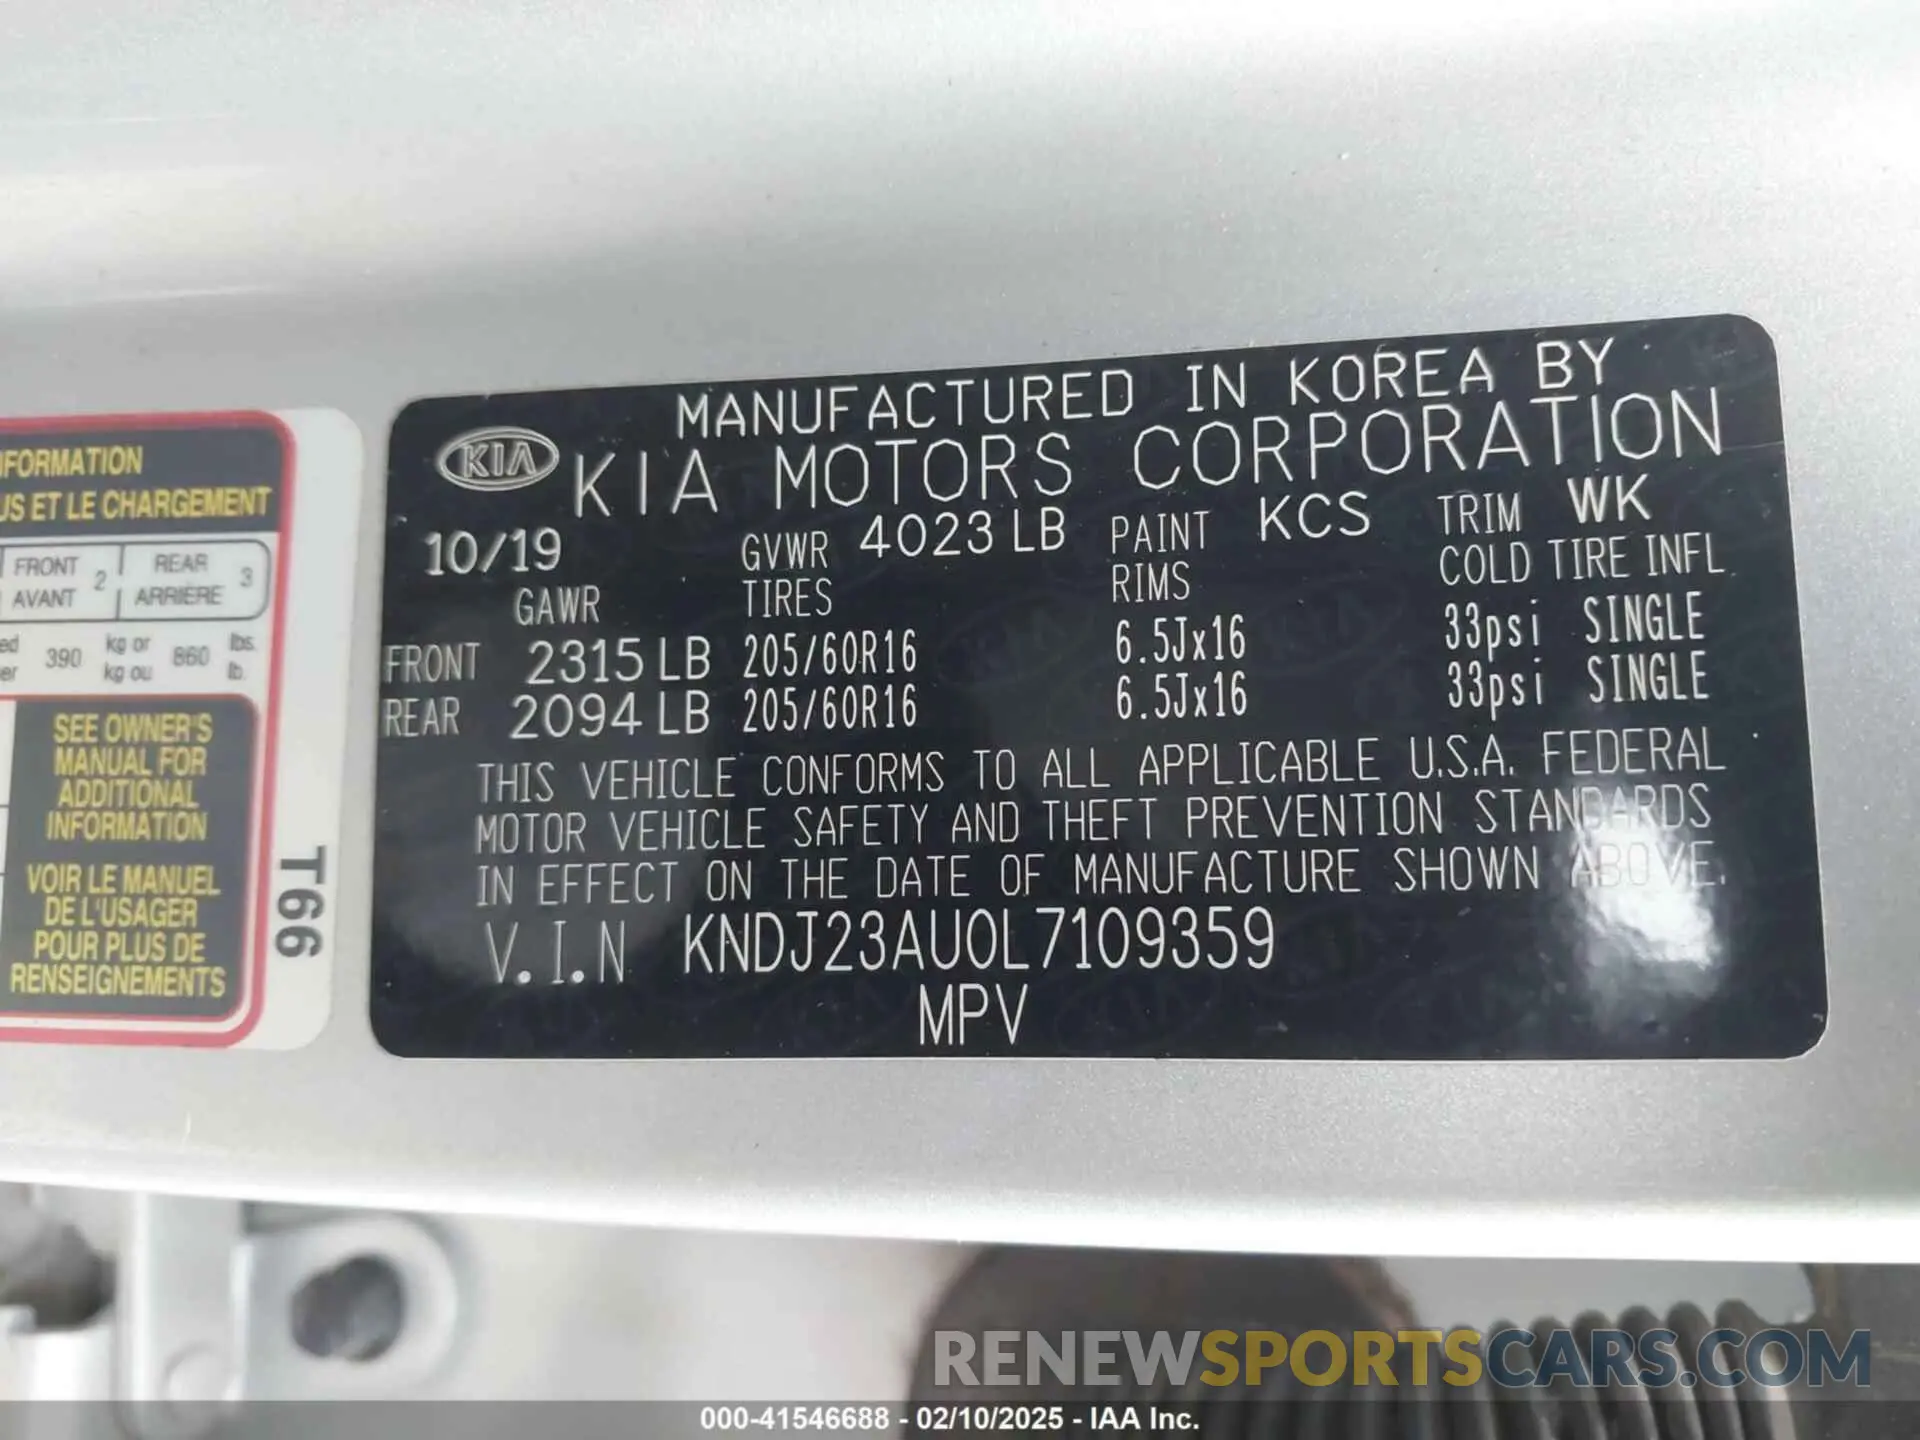 NFORMATION
US ET LE CHARGEMENT
FRONT 2 REAR 3
AVANT ARRIÈRE
390 kg or 860 lbs.
kg ou lb.
SEE OWNER'S
MANUAL FOR
ADDITIONAL
INFORMATION
VOIR LE MANUEL
DE L'USAGER
POUR PLUS DE
RENSEIGNEMENTS
T66
MANUFACTURED IN KOREA BY
KIA KIA MOTORS CORPORATION
10/19 GVWR 4023 LB PAINT KCS TRIM WK
GAWR TIRES RIMS COLD TIRE INFL.
FRONT 2315 LB 205/60R16 6.5Jx16 33psi SINGLE
REAR 2094 LB 205/60R16 6.5Jx16 33psi SINGLE
THIS VEHICLE CONFORMS TO ALL APPLICABLE U.S.A. FEDERAL
MOTOR VEHICLE SAFETY AND THEFT PREVENTION STANDARDS
IN EFFECT ON THE DATE OF MANUFACTURE SHOWN ABOVE.
V.I.N KNDJ23AU0L7109359
MPV
RENEWSPORTSCARS.COM
000-41546688 - 02/10/2025 - IAA Inc.